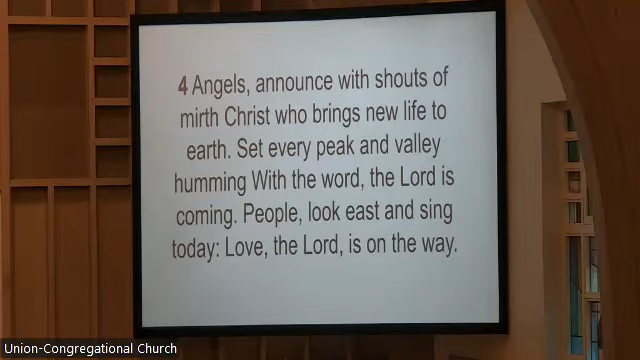 4 Angels, announce with shouts of
mirth Christ who brings new life to
earth. Set every peak and valley
humming With the word, the Lord is
coming. People, look east and sing
today: Love, the Lord, is on the way.
Union-Congregational Church